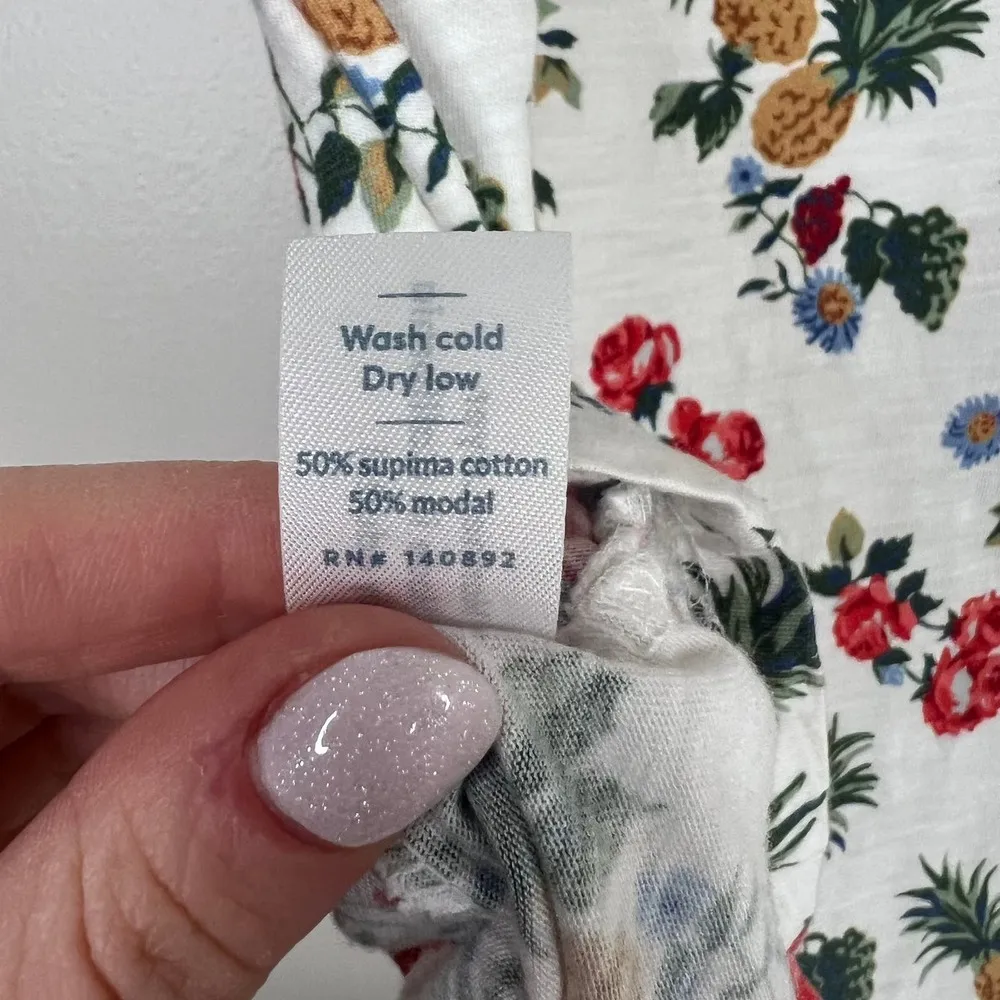 Wash cold
Dry low
50% supima cotton
50% modal
RN# 140892